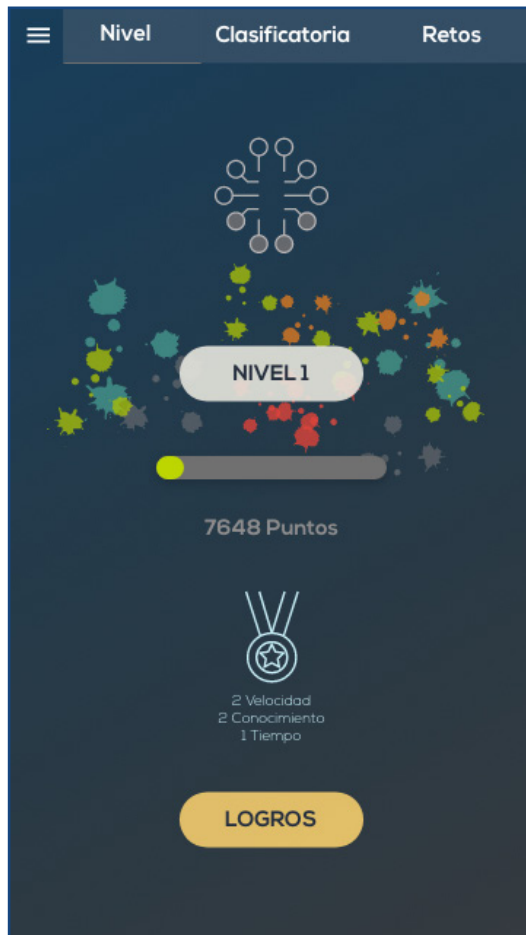 Nivel Clasificatoria Retos
NIVEL 1
7648 Puntos
2 Velocidad
2 Conocimiento
1 Tiempo
LOGROS